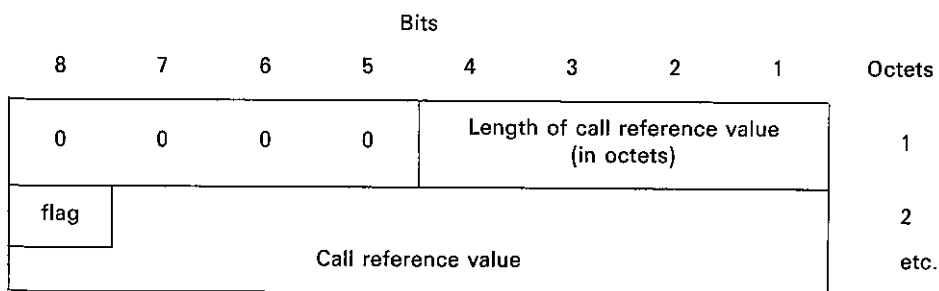 Bits
8 7 6 5 4 3 2 1 Octets
0 0 0 0 Length of call reference value 1
(in octets)
flag 2
Call reference value etc.